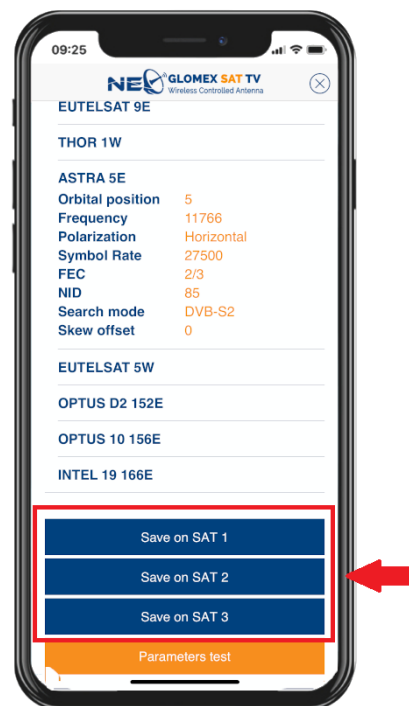 09:25
NEO GLOMEX SAT TV
Wireless Controlled Antenna
EUTELSAT 9E
THOR 1W
ASTRA 5E
Orbital position 5
Frequency 11766
Polarization Horizontal
Symbol Rate 27500
FEC 2/3
NID 85
Search mode DVB-S2
Skew offset 0
EUTELSAT 5W
OPTUS D2 152E
OPTUS 10 156E
INTEL 19 166E
Save on SAT 1
Save on SAT 2
Save on SAT 3
Parameters test